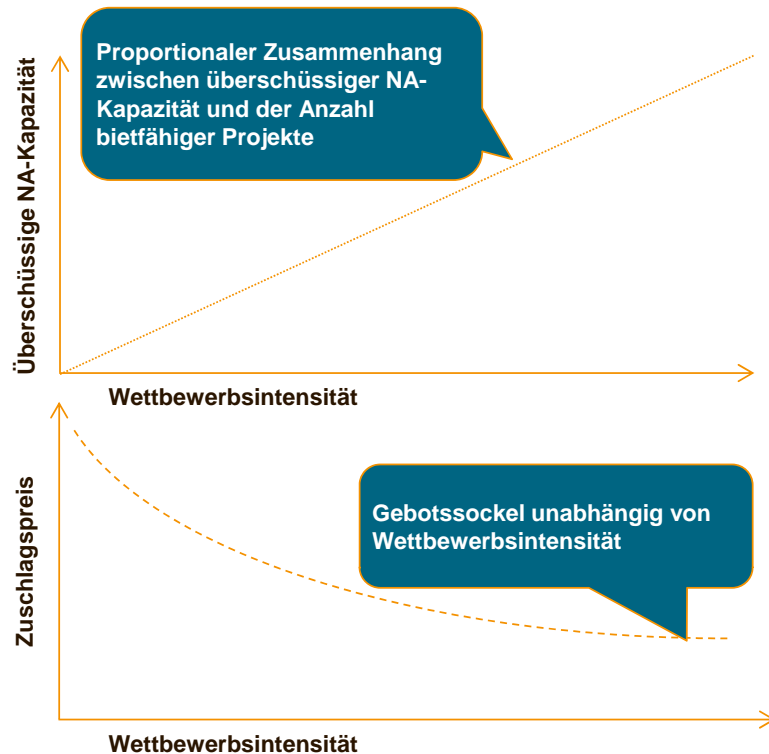 Überschüssige NA-Kapazität
Proportionaler Zusammenhang
zwischen überschüssiger NA-
Kapazität und der Anzahl
bietfähiger Projekte
Wettbewerbsintensität
Zuschlagspreis
Gebotssockel unabhängig von
Wettbewerbsintensität
Wettbewerbsintensität